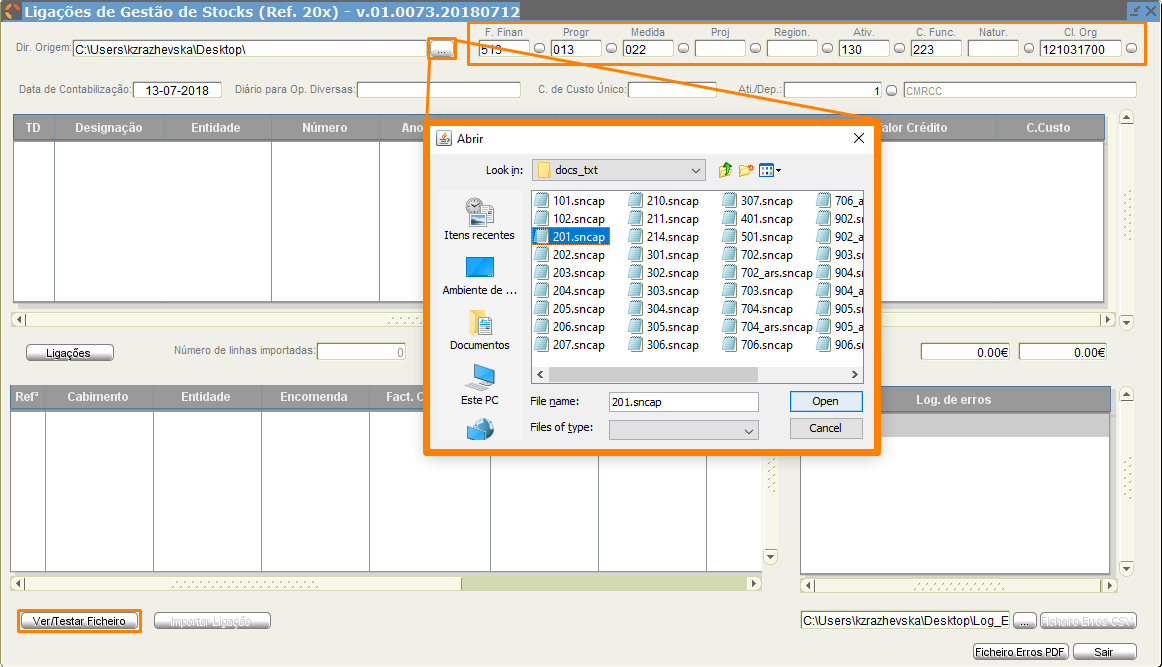 Ligações de Gestão de Stocks (Ref. 20x) - v.01.0073.20180712
F. Finan Progr Medida Proj Region. Ativ. C. Func. Natur. Cl. Org
Dir. Origem: C:\Users\kzrazhevska\Desktop\ ... 513 013 022 130 223 121031700
Data de Contabilização: 13-07-2018 Diário para Op. Diversas: C. de Custo Único: Ati./Dep.: 1 CMRCC
TD Designação Entidade Número Ano alor Crédito C.Custo
Abrir
Look in: docs_txt
Itens recentes
Ambiente de ...
Documentos
Este PC
101.sncap 210.sncap 307.sncap 706_a
102.sncap 211.sncap 401.sncap 902.sn
201.sncap 214.sncap 501.sncap 902_a
202.sncap 301.sncap 702.sncap 903.sn
203.sncap 302.sncap 702_ars.sncap 904.sn
204.sncap 303.sncap 703.sncap 904_a
205.sncap 304.sncap 704.sncap 905.sn
206.sncap 305.sncap 704_ars.sncap 905_a
207.sncap 306.sncap 706.sncap 906.sn
File name: 201.sncap Open
Files of type: Cancel
Ligações Número de linhas importadas: 0 0.00€ 0.00€
Refª Cabimento Entidade Encomenda Fact. C Log. de erros
Ver/Testar Ficheiro Importar Ligação C:\Users\kzrazhevska\Desktop\Log_E ... Ficheiro Erros CSV
Ficheiro Erros PDF Sair